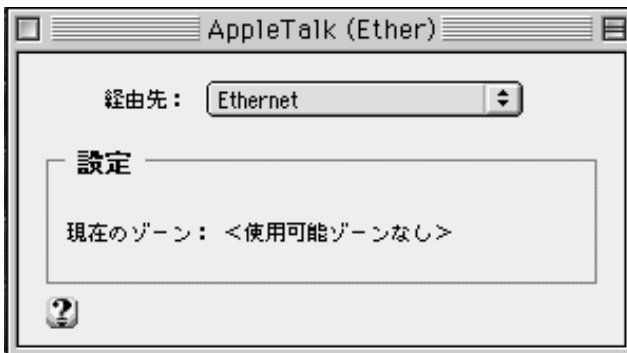 AppleTalk (Ether)
経由先： Ethernet
設定
現在のゾーン： ＜使用可能ゾーンなし＞
?